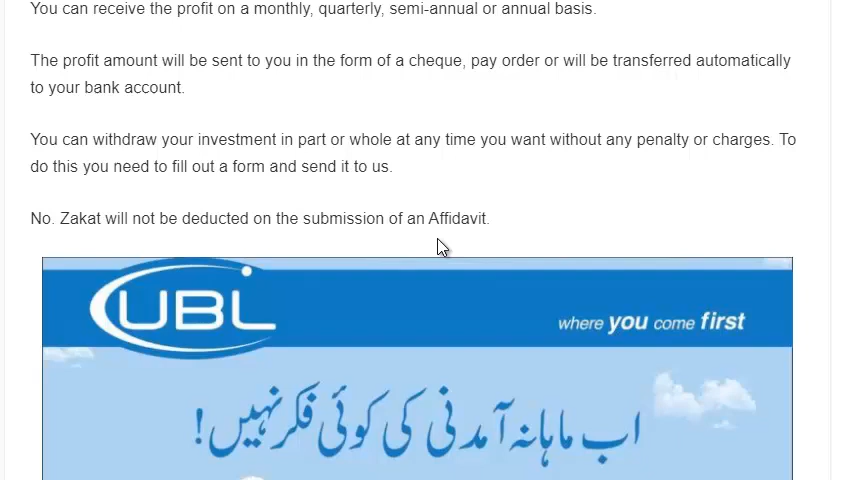 You can receive the profit on a monthly, quarterly, semi-annual or annual basis.
The profit amount will be sent to you in the form of a cheque, pay order or will be transferred automatically
to your bank account.
You can withdraw your investment in part or whole at any time you want without any penalty or charges. To
do this you need to fill out a form and send it to us.
No. Zakat will not be deducted on the submission of an Affidavit.
UBL
where you come first
اب ماہانہ آمدنی کی کوئی فکر نہیں!